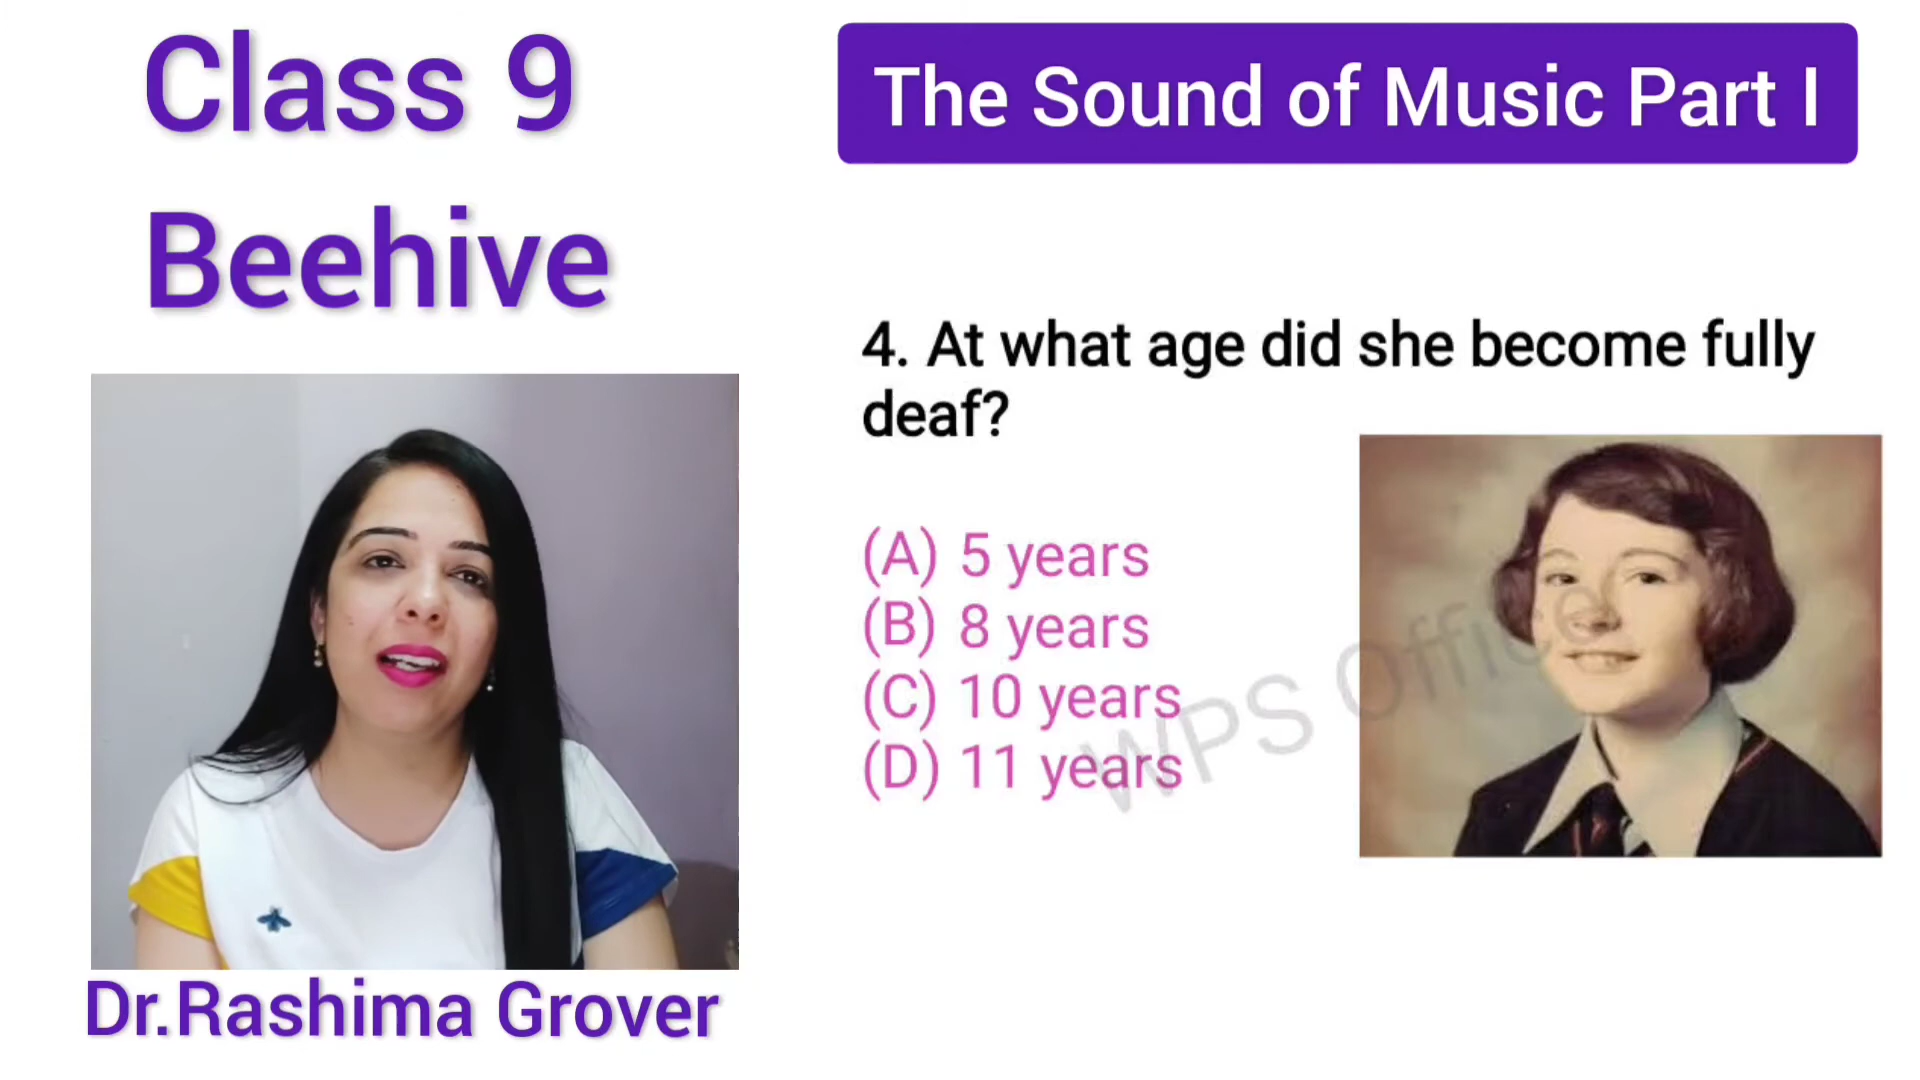 Class 9
Beehive
The Sound of Music Part I
4. At what age did she become fully
deaf?
(A) 5 years
(B) 8 years
(C) 10 years
(D) 11 years
WPS Office
Dr.Rashima Grover